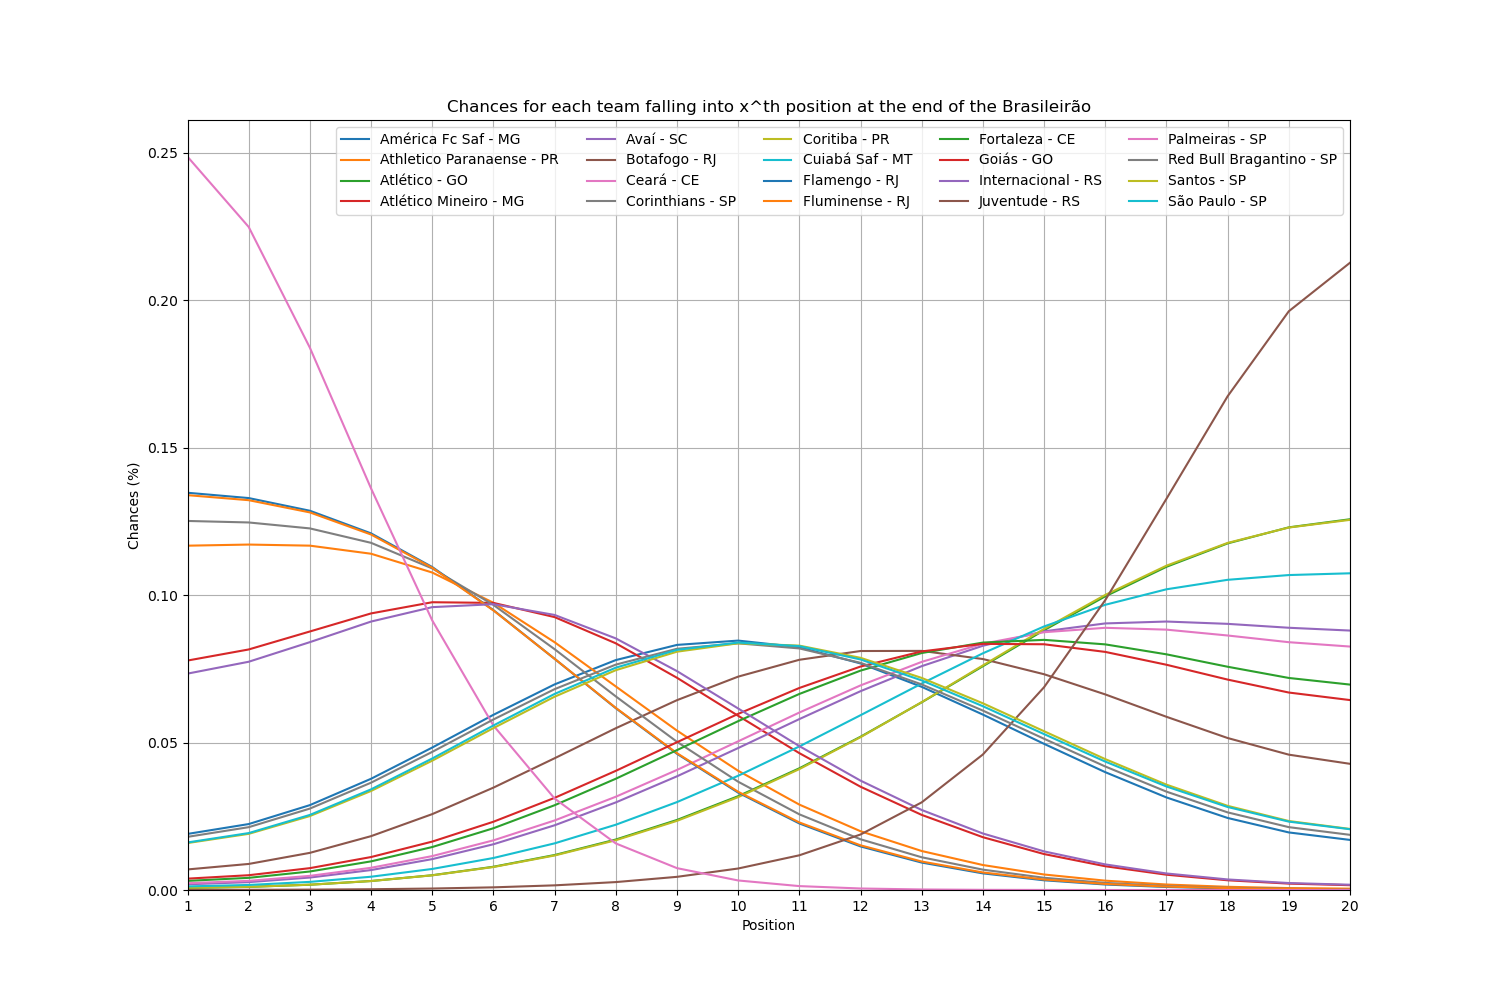 Chances for each team falling into x^th position at the end of the Brasileirão
América Fc Saf - MG
Athletico Paranaense - PR
Atlético - GO
Atlético Mineiro - MG
Avaí - SC
Botafogo - RJ
Ceará - CE
Corinthians - SP
Coritiba - PR
Cuiabá Saf - MT
Flamengo - RJ
Fluminense - RJ
Fortaleza - CE
Goiás - GO
Internacional - RS
Juventude - RS
Palmeiras - SP
Red Bull Bragantino - SP
Santos - SP
São Paulo - SP
Chances (%)
0.25
0.20
0.15
0.10
0.05
0.00
1 2 3 4 5 6 7 8 9 10 11 12 13 14 15 16 17 18 19 20
Position